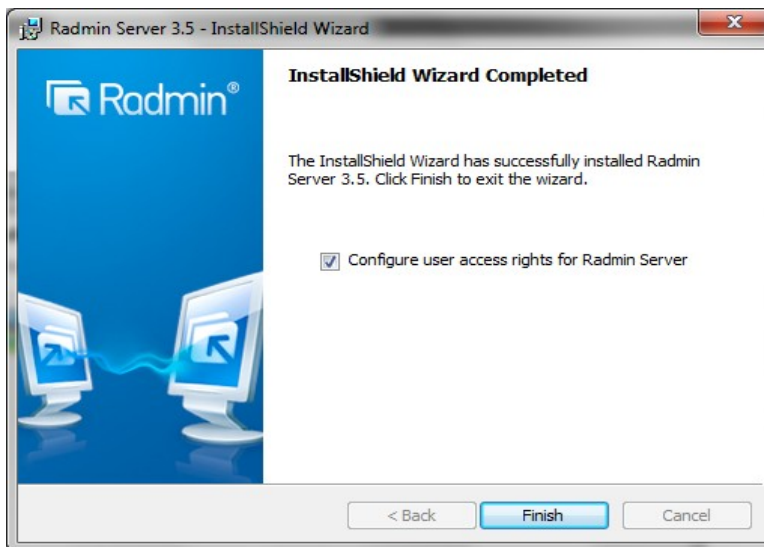 Radmin Server 3.5 - InstallShield Wizard
Radmin®
InstallShield Wizard Completed
The InstallShield Wizard has successfully installed Radmin
Server 3.5. Click Finish to exit the wizard.
Configure user access rights for Radmin Server
< Back
Finish
Cancel